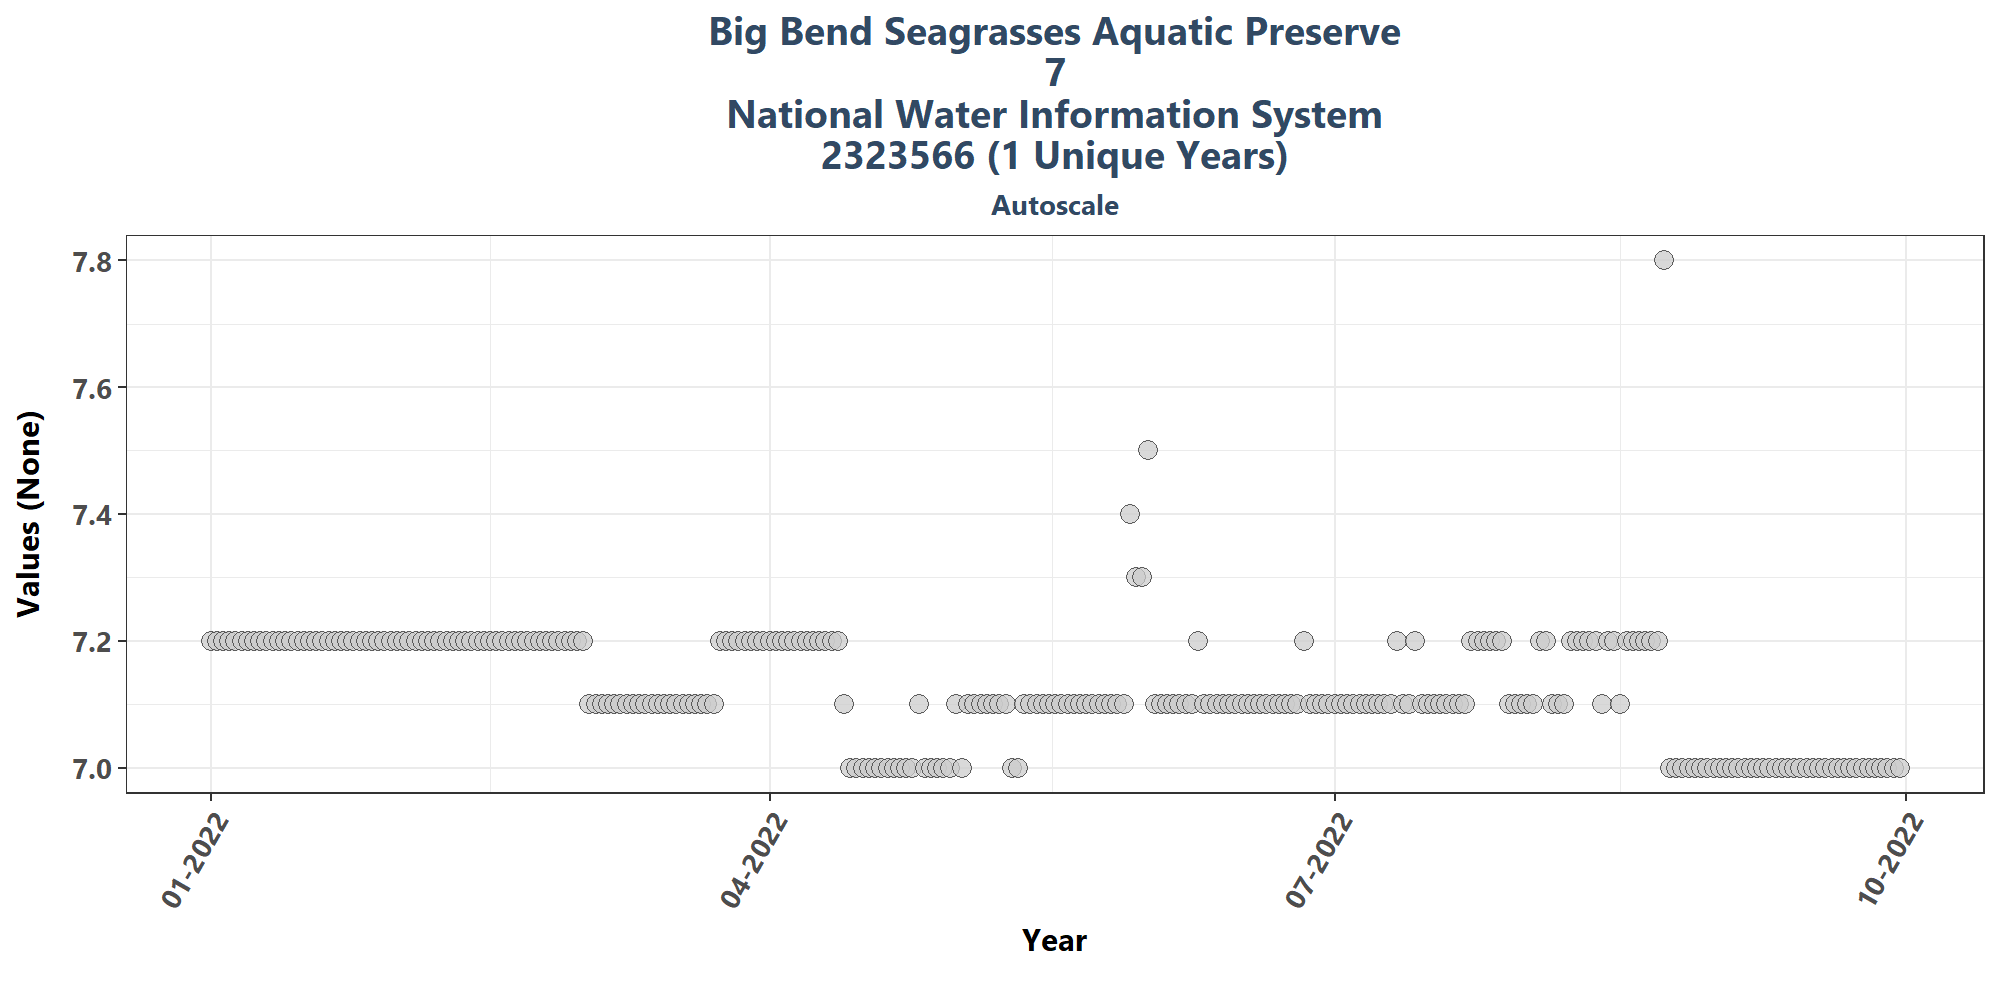 Big Bend Seagrasses Aquatic Preserve
7
National Water Information System
2323566 (1 Unique Years)
Autoscale
Values (None)
7.8
7.6
7.4
7.2
7.0
01-2022
04-2022
07-2022
10-2022
Year